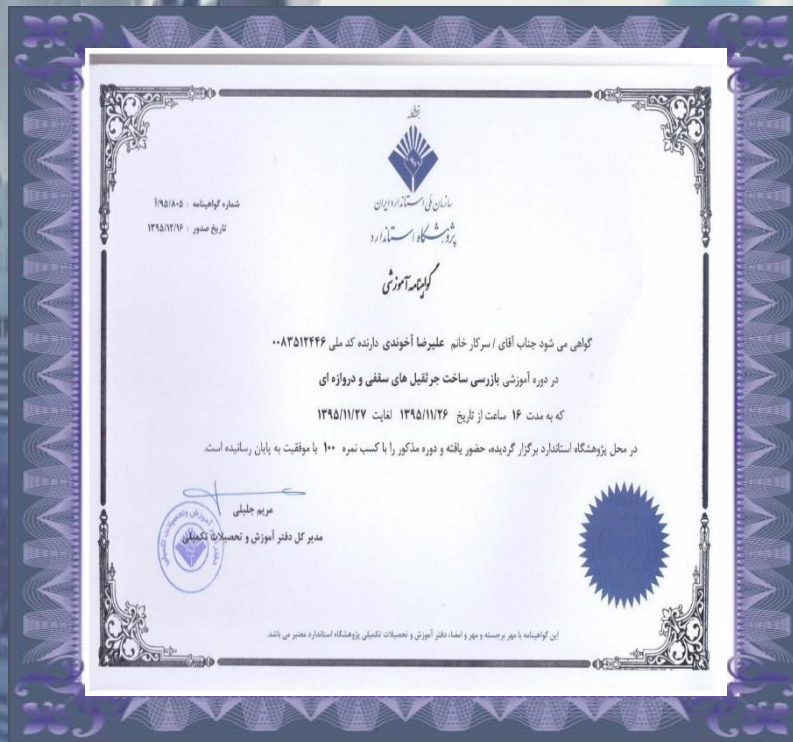 بسمه‌تعالی
سازمان ملی استاندارد ایران
پژوهشگاه استاندارد
شماره گواهینامه : ۹۵/۸۰۵/آ
تاریخ صدور : ۱۳۹۵/۱۲/۱۶
گواهینامه آموزشی
گواهی می شود جناب آقای / سرکار خانم علیرضا آخوندی دارنده کد ملی ۰۰۸۳۵۱۲۴۴۶
در دوره آموزشی بازرسی ساخت جرثقیل های سقفی و دروازه ای
که به مدت ۱۶ ساعت از تاریخ ۱۳۹۵/۱۱/۲۶ لغایت ۱۳۹۵/۱۱/۲۷
در محل پژوهشگاه استاندارد برگزار گردیده، حضور یافته و دوره مذکور را با کسب نمره ۱۰۰ با موفقیت به پایان رسانیده است.
مریم جلیلی
مدیر کل دفتر آموزش و تحصیلات تکمیلی
این گواهینامه با مهر برجسته و مهر و امضاء دفتر آموزش و تحصیلات تکمیلی پژوهشگاه استاندارد معتبر می باشد.